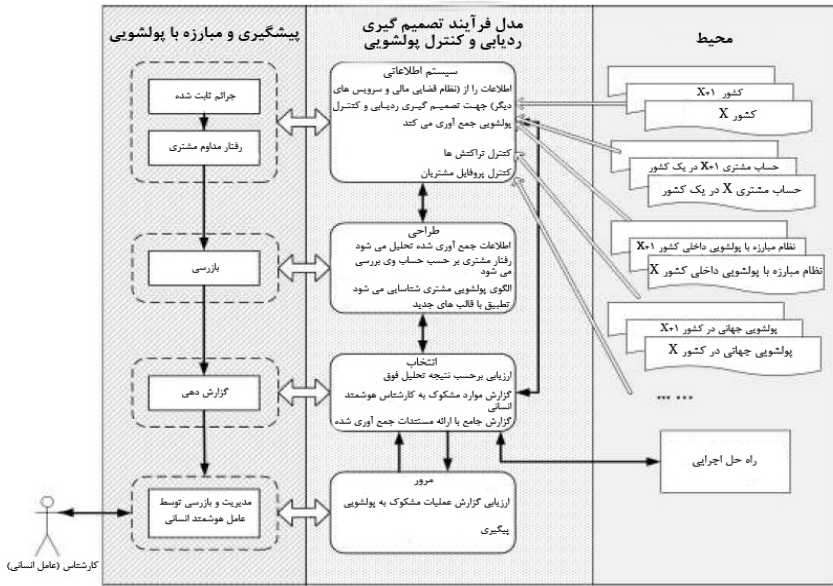 محیط
کشور X+1
کشور X
حساب مشتری X+1 در یک کشور
حساب مشتری X در یک کشور
نظام مبارزه با پولشویی داخلی کشور X+1
نظام مبارزه با پولشویی داخلی کشور X
پولشویی جهانی در کشور X+1
پولشویی جهانی در کشور X
... ...
راه حل اجرایی
مدل فرآیند تصمیم گیری
ردیابی و کنترل پولشویی
سیستم اطلاعاتی
اطلاعات را از (نظام قضایی مالی و سرویس های
دیگر) جهت تصمیم گیری ردیابی و کنترل
پولشویی جمع آوری می کند
کنترل تراکنش ها
کنترل پروفایل مشتریان
طراحی
اطلاعات جمع آوری شده تحلیل می شود
رفتار مشتری بر حسب حساب وی بررسی
می شود
الگوی پولشویی مشتری شناسایی می شود
تطبیق با قالب های جدید
انتخاب
ارزیابی برحسب نتیجه تحلیل فوق
گزارش موارد مشکوک به کارشناس هوشمند
انسانی
گزارش جامع با ارائه مستندات جمع آوری شده
مرور
ارزیابی گزارش عملیات مشکوک به پولشویی
پیگیری
پیشگیری و مبارزه با پولشویی
جرائم ثابت شده
رفتار مداوم مشتری
بازرسی
گزارش دهی
مدیریت و بازرسی توسط
عامل هوشمند انسانی
کارشناس (عامل انسانی)